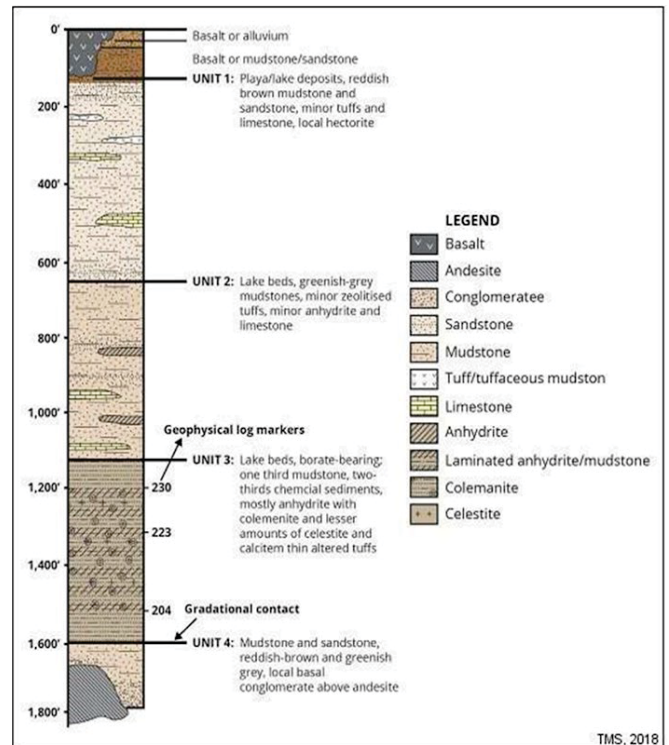 0'
Basalt or alluvium
Basalt or mudstone/sandstone
UNIT 1: Playa/lake deposits, reddish
brown mudstone and
sandstone, minor tuffs and
limestone, local hectorite
200'
400'
600'
UNIT 2: Lake beds, greenish-grey
mudstones, minor zeolitised
tuffs, minor anhydrite and
limestone
800'
1,000'
Geophysical log markers
UNIT 3: Lake beds, borate-bearing;
one third mudstone, two-
thirds chemcial sediments,
mostly anhydrite with
colemenite and lesser
amounts of celestite and
calcitem thin altered tuffs
1,200'
230
223
1,400'
204
Gradational contact
1,600'
UNIT 4: Mudstone and sandstone,
reddish-brown and greenish
grey, local basal
conglomerate above andesite
1,800'
LEGEND
Basalt
Andesite
Conglomeratee
Sandstone
Mudstone
Tuff/tuffaceous mudston
Limestone
Anhydrite
Laminated anhydrite/mudstone
Colemanite
Celestite
TMS, 2018